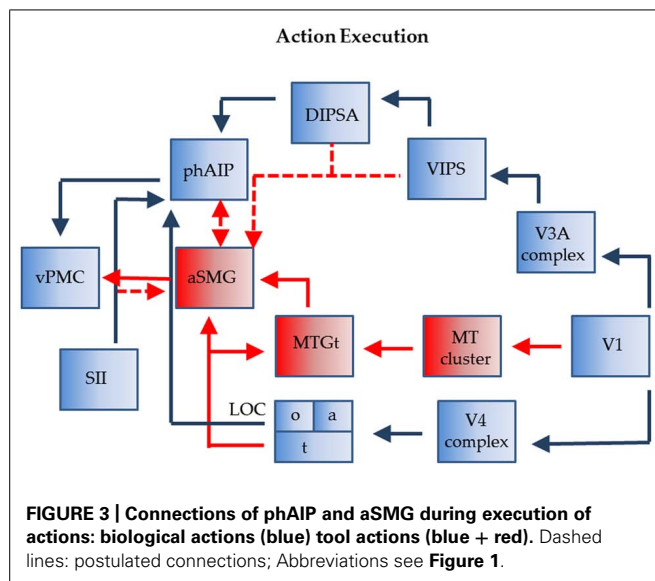 Action Execution
DIPSA
phAIP
VIPS
V3A
complex
vPMC
aSMG
MTGt
MT
cluster
V1
SII
LOC
o
a
t
V4
complex
FIGURE 3 | Connections of phAIP and aSMG during execution of
actions: biological actions (blue) tool actions (blue + red). Dashed
lines: postulated connections; Abbreviations see Figure 1.